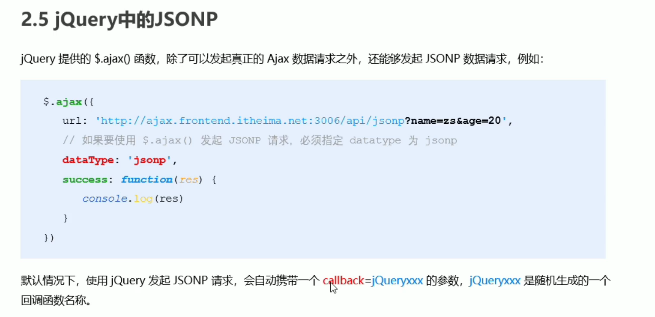 2.5 jQuery中的JSONP
jQuery 提供的 $.ajax() 函数，除了可以发起真正的 Ajax 数据请求之外，还能够发起 JSONP 数据请求，例如：
$.ajax({
url: 'http://ajax.frontend.itheima.net:3006/api/jsonp?name=zs&age=20',
// 如果要使用 $.ajax() 发起 JSONP 请求，必须指定 datatype 为 jsonp
dataType: 'jsonp',
success: function(res) {
console.log(res)
}
})
默认情况下，使用 jQuery 发起 JSONP 请求，会自动携带一个 callback=jQueryxxx 的参数，jQueryxxx 是随机生成的一个
回调函数名称。